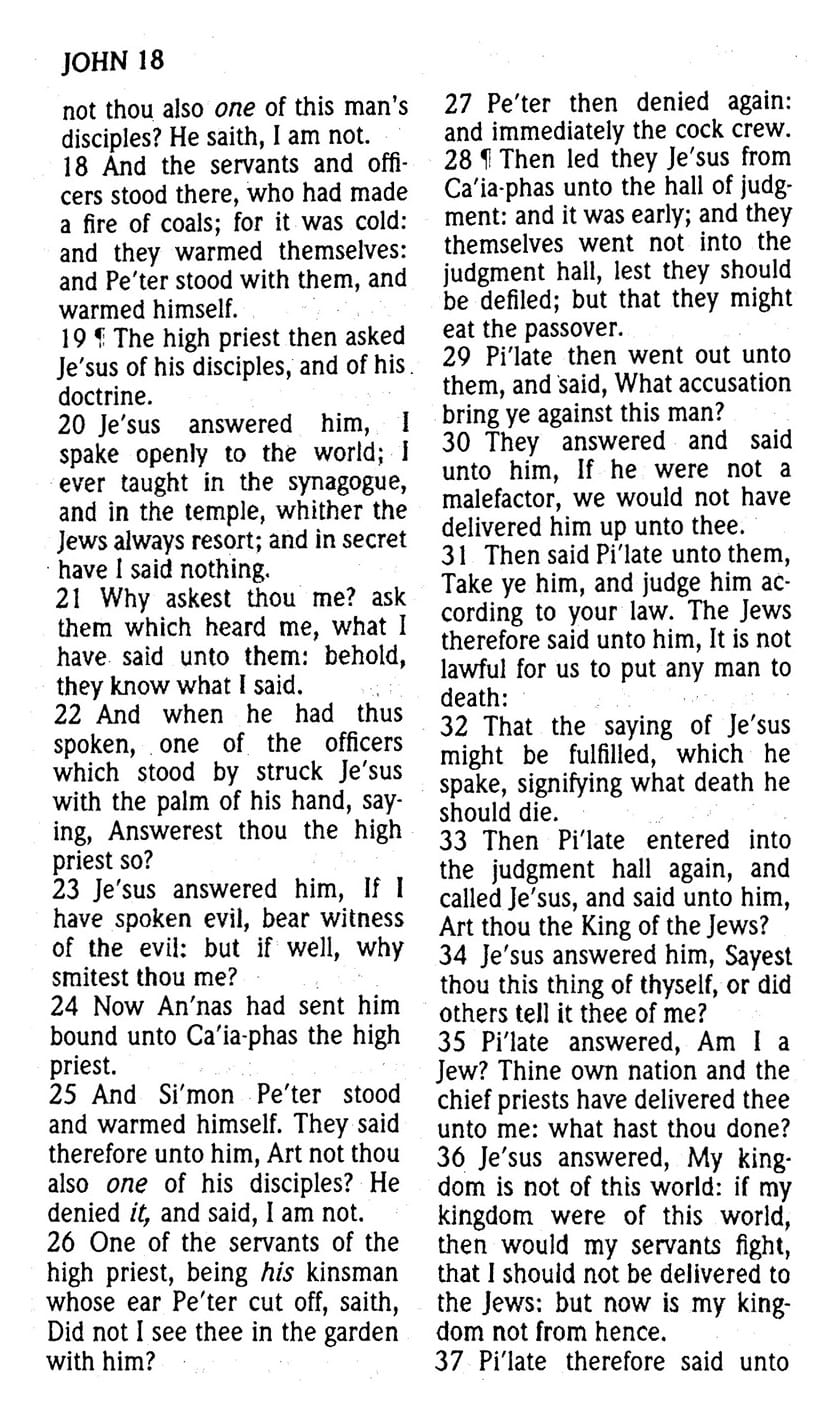 JOHN 18
not thou also one of this man's
disciples? He saith, I am not.
18 And the servants and offi-
cers stood there, who had made
a fire of coals; for it was cold:
and they warmed themselves:
and Pe'ter stood with them, and
warmed himself.
19 ¶ The high priest then asked
Je'sus of his disciples, and of his
doctrine.
20 Je'sus answered him, I
spake openly to the world; I
ever taught in the synagogue,
and in the temple, whither the
Jews always resort; and in secret
have I said nothing.
21 Why askest thou me? ask
them which heard me, what I
have said unto them: behold,
they know what I said.
22 And when he had thus
spoken, one of the officers
which stood by struck Je'sus
with the palm of his hand, say-
ing, Answerest thou the high
priest so?
23 Je'sus answered him, If I
have spoken evil, bear witness
of the evil: but if well, why
smitest thou me?
24 Now An'nas had sent him
bound unto Ca'ia-phas the high
priest.
25 And Si'mon Pe'ter stood
and warmed himself. They said
therefore unto him, Art not thou
also one of his disciples? He
denied it, and said, I am not.
26 One of the servants of the
high priest, being his kinsman
whose ear Pe'ter cut off, saith,
Did not I see thee in the garden
with him?
27 Pe'ter then denied again:
and immediately the cock crew.
28 ¶ Then led they Je'sus from
Ca'ia-phas unto the hall of judg-
ment: and it was early; and they
themselves went not into the
judgment hall, lest they should
be defiled; but that they might
eat the passover.
29 Pi'late then went out unto
them, and said, What accusation
bring ye against this man?
30 They answered and said
unto him, If he were not a
malefactor, we would not have
delivered him up unto thee.
31 Then said Pi'late unto them,
Take ye him, and judge him ac-
cording to your law. The Jews
therefore said unto him, It is not
lawful for us to put any man to
death:
32 That the saying of Je'sus
might be fulfilled, which he
spake, signifying what death he
should die.
33 Then Pi'late entered into
the judgment hall again, and
called Je'sus, and said unto him,
Art thou the King of the Jews?
34 Je'sus answered him, Sayest
thou this thing of thyself, or did
others tell it thee of me?
35 Pi'late answered, Am I a
Jew? Thine own nation and the
chief priests have delivered thee
unto me: what hast thou done?
36 Je'sus answered, My king-
dom is not of this world: if my
kingdom were of this world,
then would my servants fight,
that I should not be delivered to
the Jews: but now is my king-
dom not from hence.
37 Pi'late therefore said unto